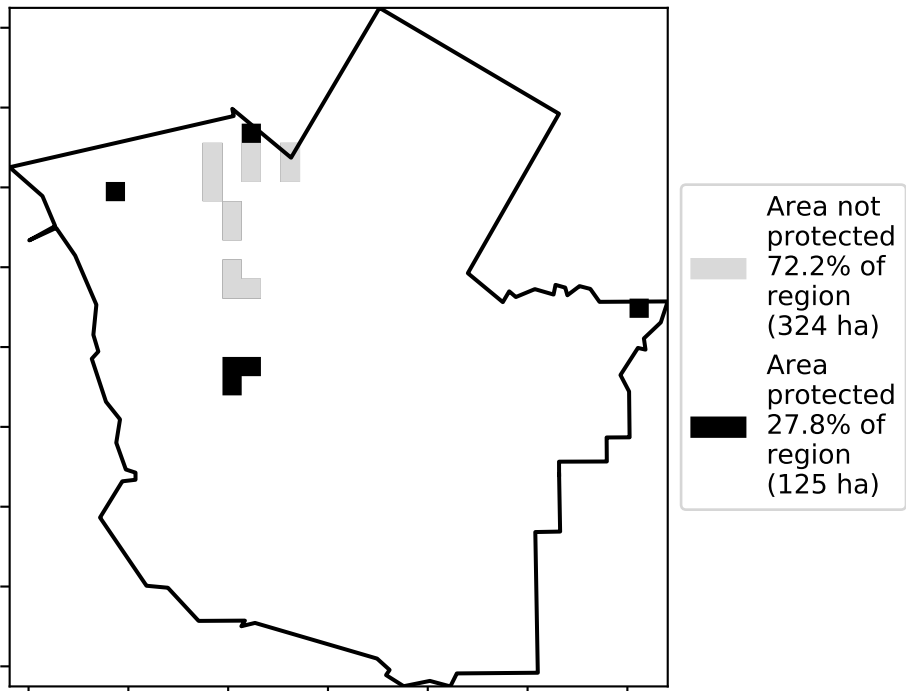 Area not
protected
72.2% of
region
(324 ha)
Area
protected
27.8% of
region
(125 ha)